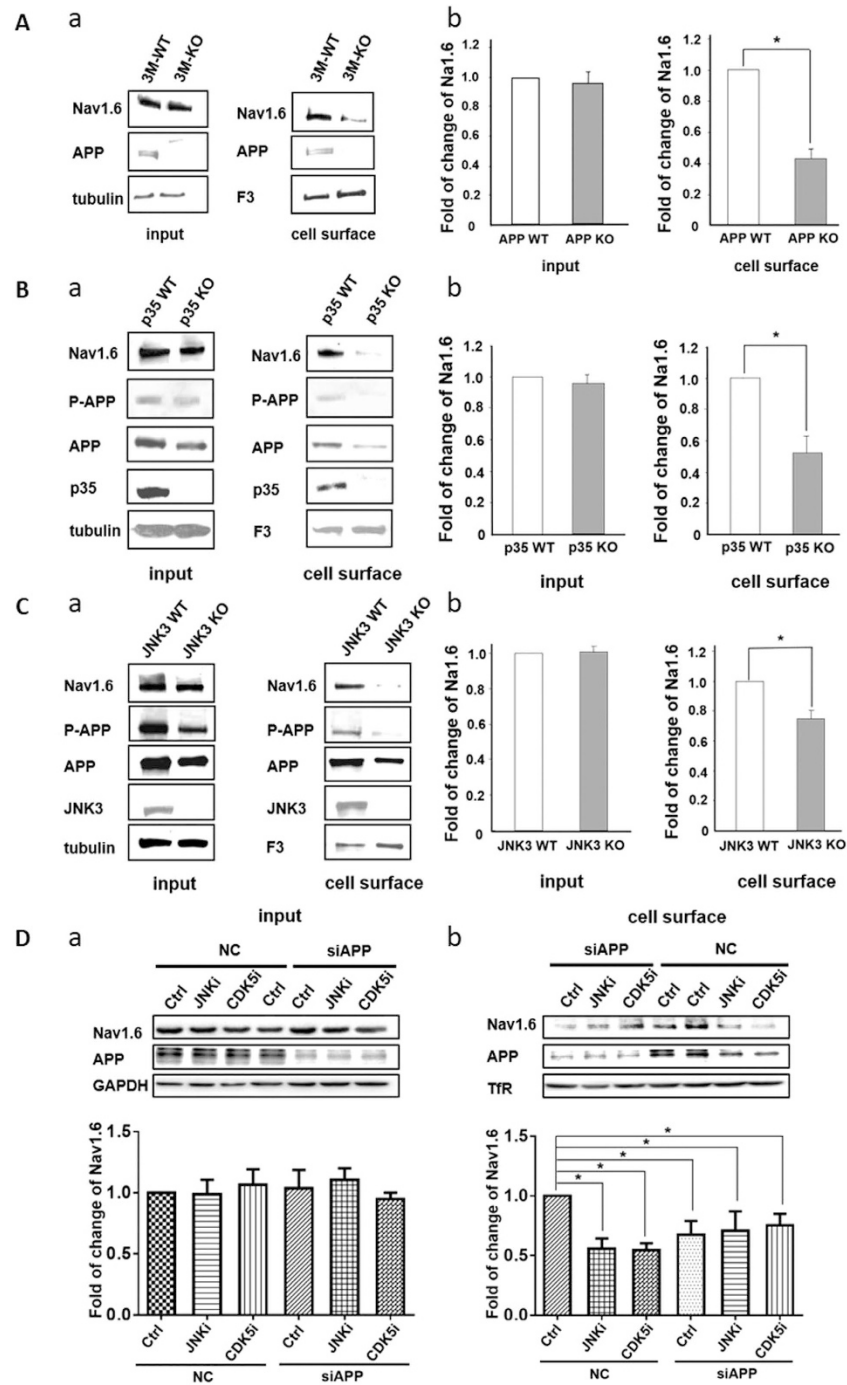 A
a
3M-WT 3M-KO
Nav1.6
APP
tubulin
input
3M-WT 3M-KO
Nav1.6
APP
F3
cell surface
b
Fold of change of Na1.6
1.2
1.0
0.8
0.6
0.4
0.2
0
APP WT APP KO
input
Fold of change of Na1.6
1.2
1.0
0.8
0.6
0.4
0.2
0
*
APP WT APP KO
cell surface
B
a
p35 WT p35 KO
Nav1.6
P-APP
APP
p35
tubulin
input
p35 WT p35 KO
Nav1.6
P-APP
APP
p35
F3
cell surface
b
Fold of change of Na1.6
1.2
1.0
0.8
0.6
0.4
0.2
0
p35 WT p35 KO
input
Fold of change of Na1.6
1.2
1.0
0.8
0.6
0.4
0.2
0
*
p35 WT p35 KO
cell surface
C
a
JNK3 WT JNK3 KO
Nav1.6
P-APP
APP
JNK3
tubulin
input
JNK3 WT JNK3 KO
Nav1.6
P-APP
APP
JNK3
F3
cell surface
b
Fold of change of Na1.6
1.0
0.8
0.6
0.4
0.2
0
JNK3 WT JNK3 KO
input
Fold of change of Na1.6
1.2
1.0
0.8
0.6
0.4
0.2
0
*
JNK3 WT JNK3 KO
cell surface
D
a
input
NC siAPP
Ctrl JNKi CDK5i Ctrl Ctrl JNKi CDK5i
Nav1.6
APP
GAPDH
Fold of change of Nav1.6
1.5
1.0
0.5
0.0
Ctrl JNKi CDK5i Ctrl JNKi CDK5i
NC siAPP
b
cell surface
siAPP NC
Ctrl JNKi CDK5i Ctrl Ctrl JNKi CDK5i
Nav1.6
APP
TfR
Fold of change of Nav1.6
1.5
1.0
0.5
0.0
*
*
*
*
*
Ctrl JNKi CDK5i Ctrl JNKi CDK5i
NC siAPP